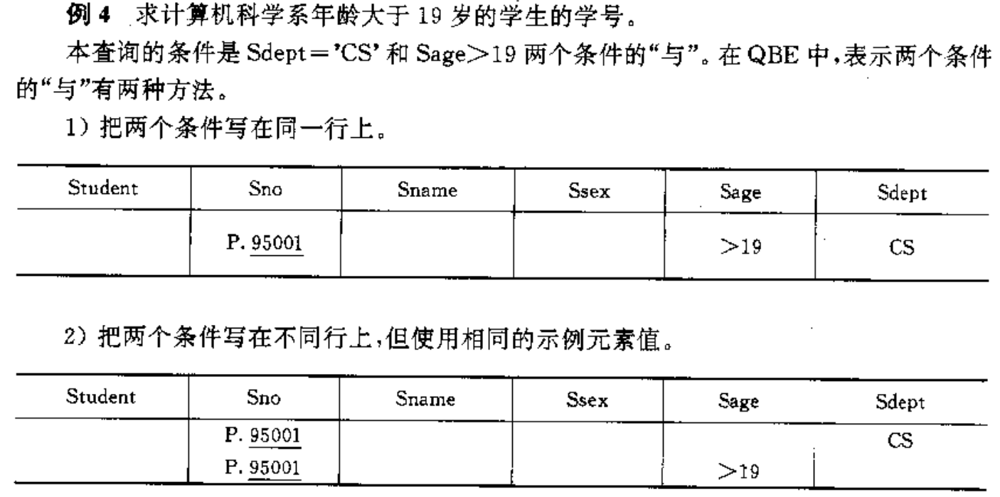 例 4 求计算机科学系年龄大于 19 岁的学生的学号。
本查询的条件是 Sdept='CS' 和 Sage>19 两个条件的“与”。在 QBE 中,表示两个条件
的“与”有两种方法。
1) 把两个条件写在同一行上。
Student Sno Sname Ssex Sage Sdept
P. 95001 >19 CS
2) 把两个条件写在不同行上,但使用相同的示例元素值。
Student Sno Sname Ssex Sage Sdept
P. 95001 CS
P. 95001 >19